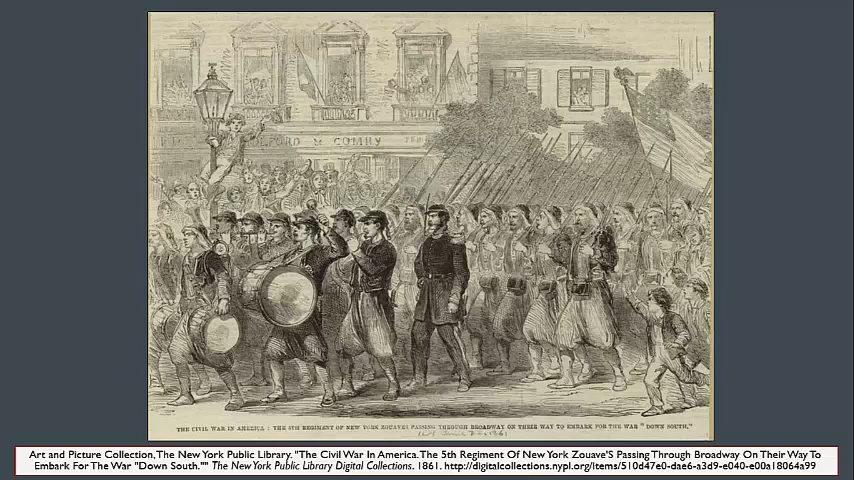 FORD & COMRY
THE CIVIL WAR IN AMERICA : THE 5TH REGIMENT OF NEW YORK ZOUAVES PASSING THROUGH BROADWAY ON THEIR WAY TO EMBARK FOR THE WAR "DOWN SOUTH."
Art and Picture Collection, The New York Public Library. "The Civil War In America. The 5th Regiment Of New York Zouave'S Passing Through Broadway On Their Way To
Embark For The War "Down South."" The New York Public Library Digital Collections. 1861. http://digitalcollections.nypl.org/items/510d47e0-dae6-a3d9-e040-e00a18064a99